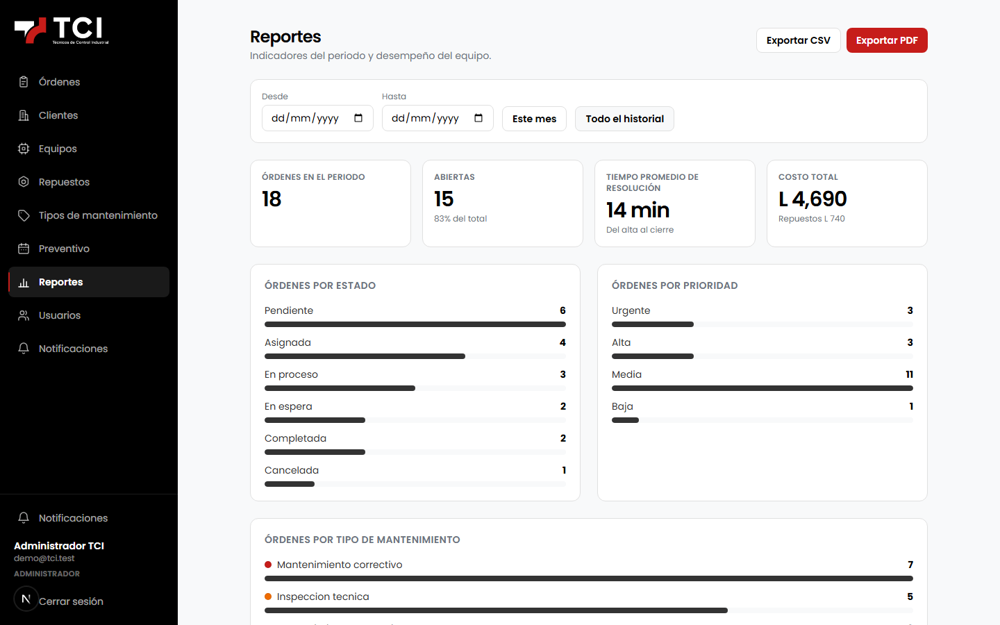 TCI
Técnicos de Control Industrial
Órdenes
Clientes
Equipos
Repuestos
Tipos de mantenimiento
Preventivo
Reportes
Usuarios
Notificaciones
Notificaciones
Administrador TCI
demo@tci.test
ADMINISTRADOR
N
Cerrar sesión
Reportes
Indicadores del periodo y desempeño del equipo.
Exportar CSV
Exportar PDF
Desde
Hasta
dd/mm/yyyy
dd/mm/yyyy
Este mes
Todo el historial
ÓRDENES EN EL PERIODO
18
ABIERTAS
15
83% del total
TIEMPO PROMEDIO DE
RESOLUCIÓN
14 min
Del alta al cierre
COSTO TOTAL
L 4,690
Repuestos L 740
ÓRDENES POR ESTADO
Pendiente 6
Asignada 4
En proceso 3
En espera 2
Completada 2
Cancelada 1
ÓRDENES POR PRIORIDAD
Urgente 3
Alta 3
Media 11
Baja 1
ÓRDENES POR TIPO DE MANTENIMIENTO
Mantenimiento correctivo 7
Inspeccion tecnica 5